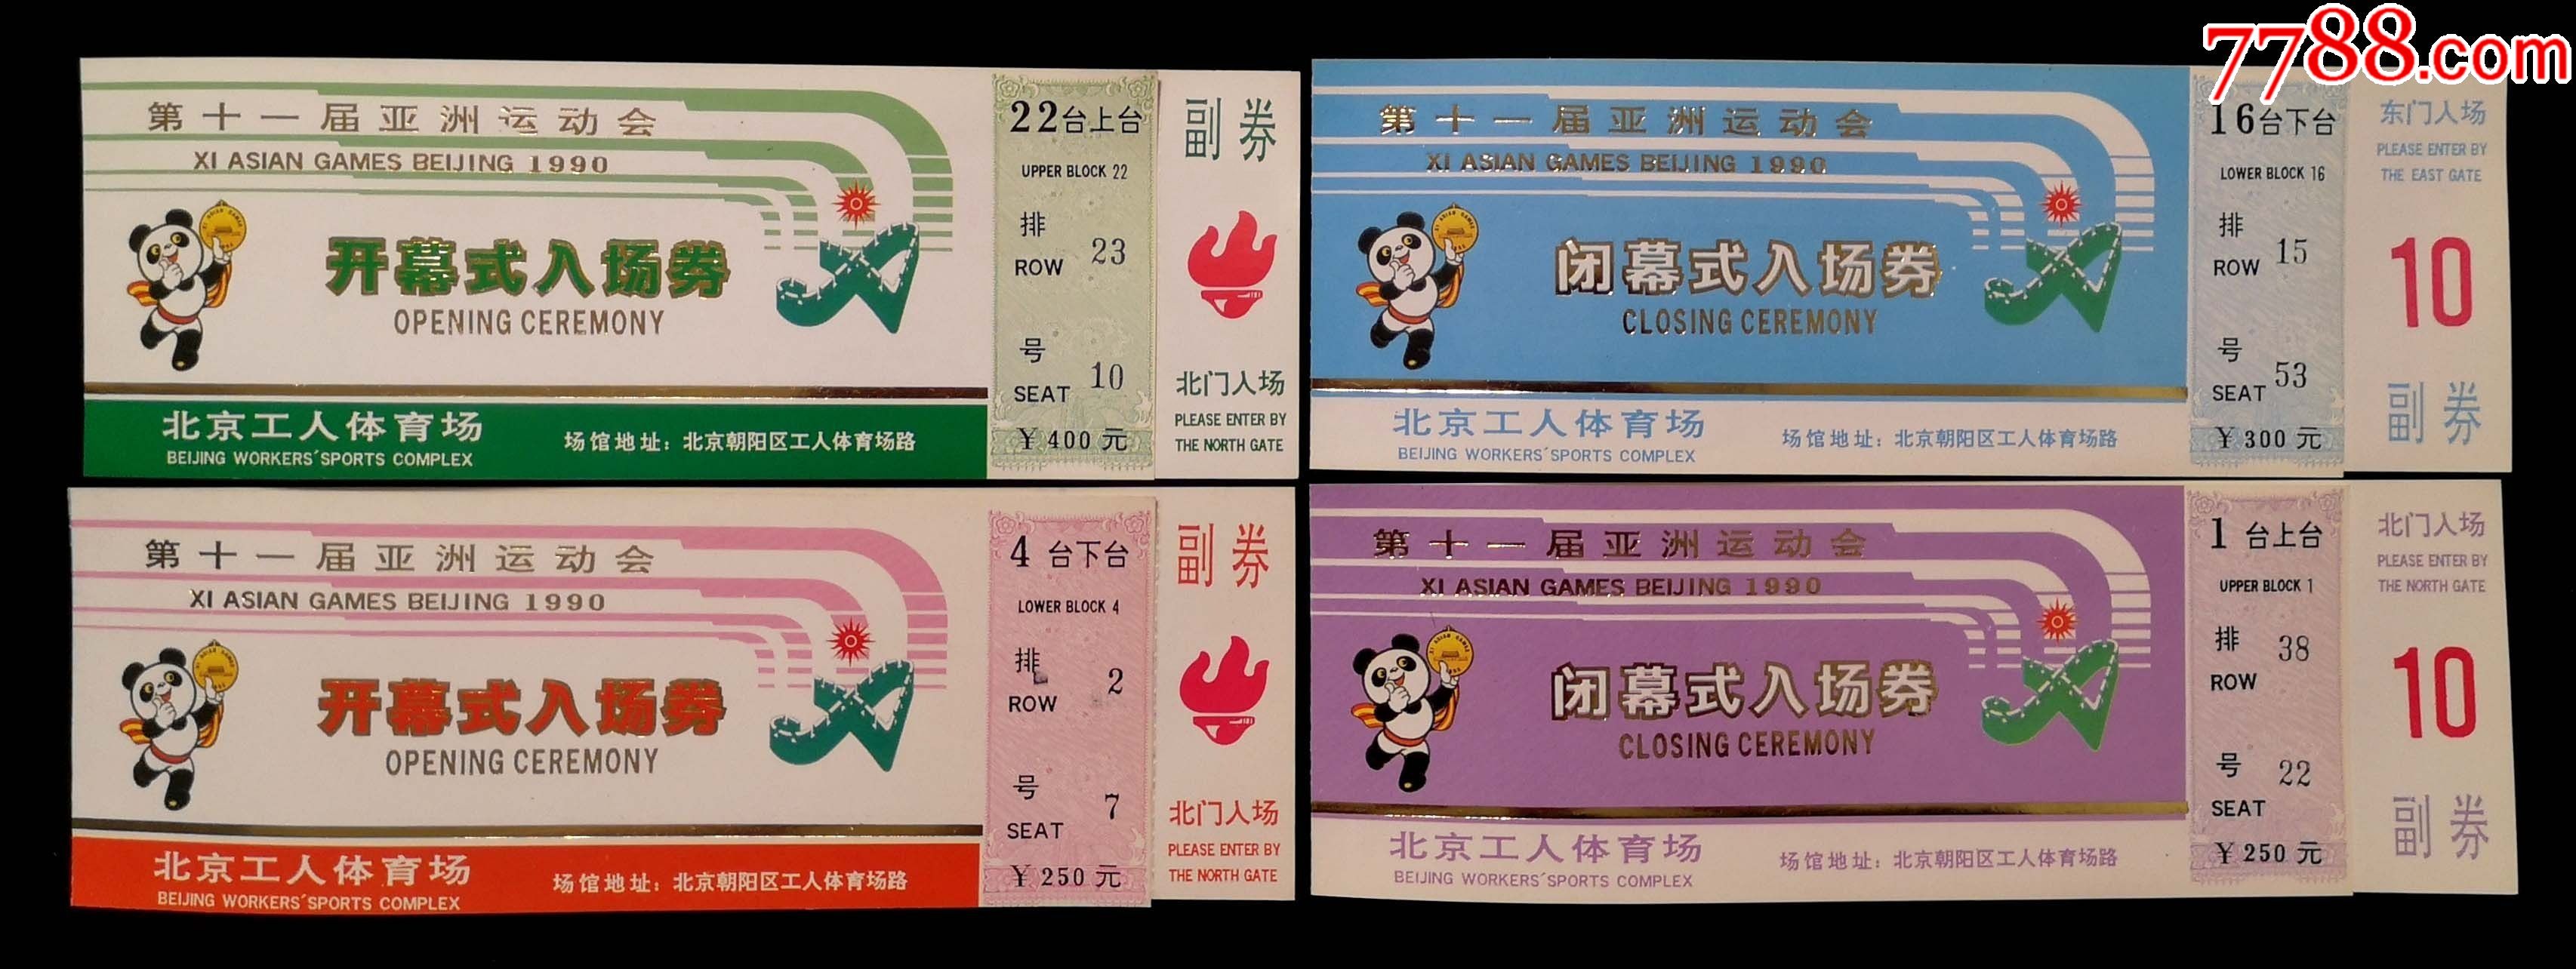 7788.com
第十一届亚洲运动会
XI ASIAN GAMES BEIJING 1990
开幕式入场券
OPENING CEREMONY
北京工人体育场
BEIJING WORKERS'SPORTS COMPLEX
场馆地址：北京朝阳区工人体育场路
22台上台
UPPER BLOCK 22
排
ROW 23
号
SEAT 10
￥400元
副券
北门入场
PLEASE ENTER BY
THE NORTH GATE
第十一届亚洲运动会
XI ASIAN GAMES BEIJING 1990
闭幕式入场券
CLOSING CEREMONY
北京工人体育场
BEIJING WORKERS'SPORTS COMPLEX
场馆地址：北京朝阳区工人体育场路
16台下台
LOWER BLOCK 16
排
ROW 15
号
SEAT 53
￥300元
东门入场
PLEASE ENTER BY
THE EAST GATE
10
副券
第十一届亚洲运动会
XI ASIAN GAMES BEIJING 1990
开幕式入场券
OPENING CEREMONY
北京工人体育场
BEIJING WORKERS'SPORTS COMPLEX
场馆地址：北京朝阳区工人体育场路
4台下台
LOWER BLOCK 4
排
ROW 2
号
SEAT 7
￥250元
副券
北门入场
PLEASE ENTER BY
THE NORTH GATE
第十一届亚洲运动会
XI ASIAN GAMES BEIJING 1990
闭幕式入场券
CLOSING CEREMONY
北京工人体育场
BEIJING WORKERS'SPORTS COMPLEX
场馆地址：北京朝阳区工人体育场路
1台上台
UPPER BLOCK 1
排
ROW 38
号
SEAT 22
￥250元
北门入场
PLEASE ENTER BY
THE NORTH GATE
10
副券